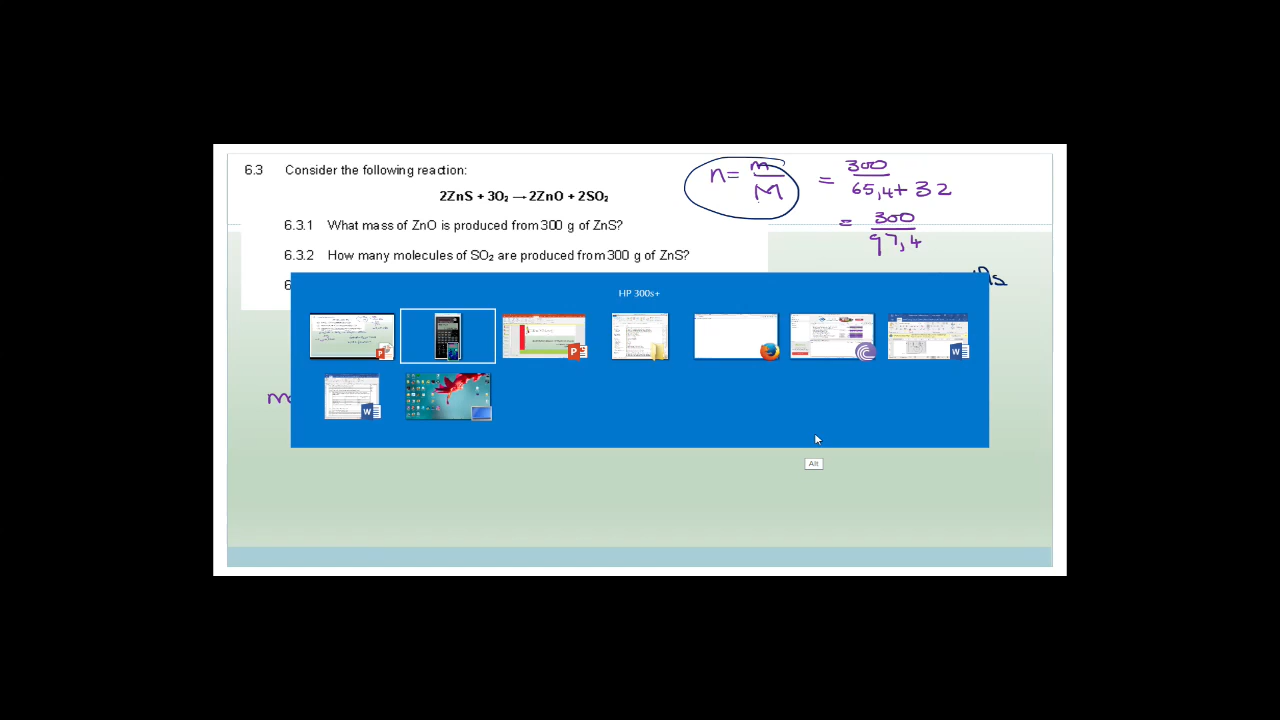 6.3 Consider the following reaction:
2ZnS + 3O₂ → 2ZnO + 2SO₂
6.3.1 What mass of ZnO is produced from 300 g of ZnS?
6.3.2 How many molecules of SO₂ are produced from 300 g of ZnS?
6
n = m/M = 300/65,4 + 32
= 300/97,4
HP 300s+
Alt